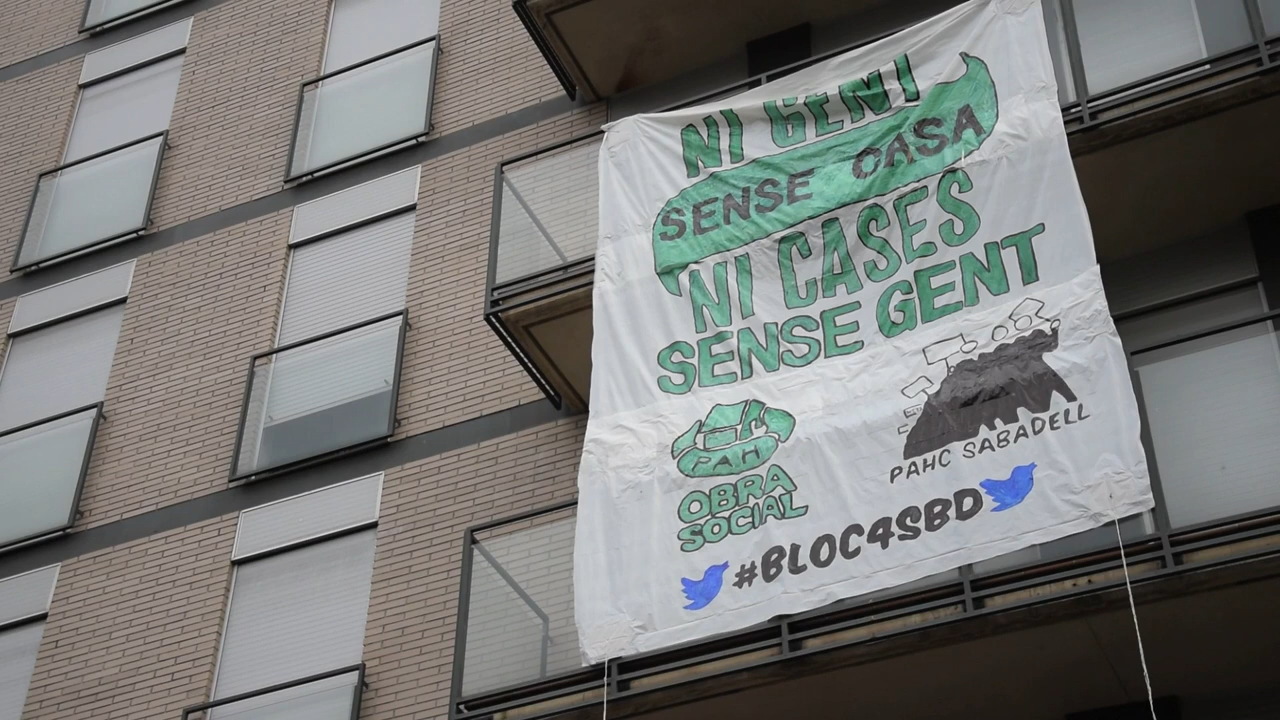 NI GENT
SENSE CASA
NI CASES
SENSE GENT
PAH
OBRA
SOCIAL
PAHC SABADELL
#BLOC4SBD